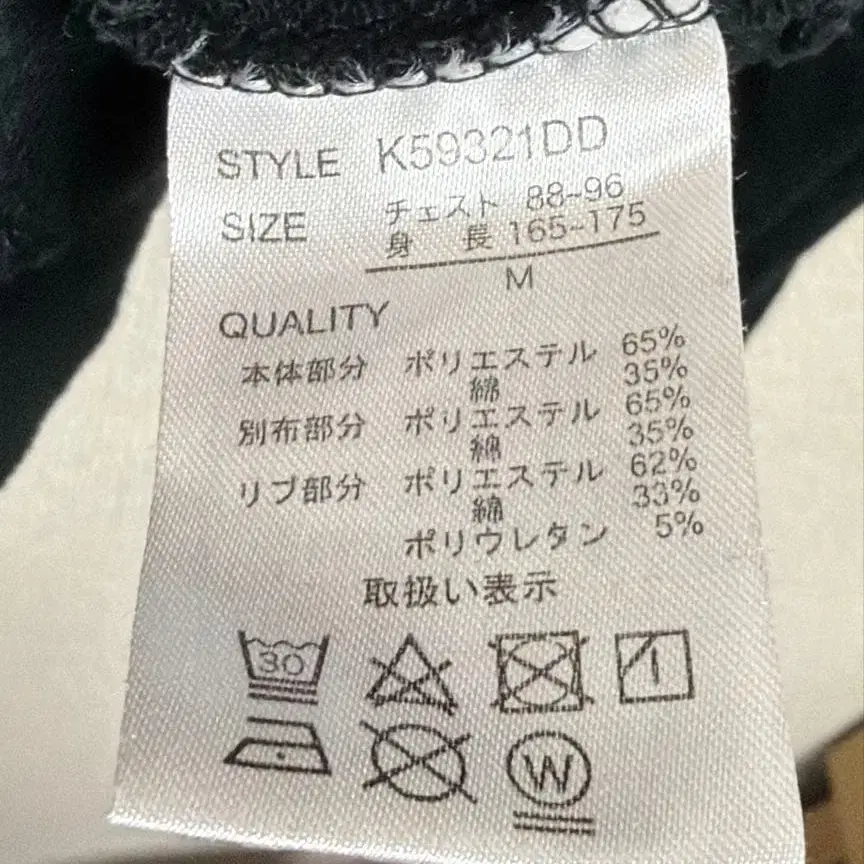 STYLE K59321DD
SIZE チェスト 88~96
身 長 165~175
M
QUALITY
本体部分 ポリエステル 65%
綿 35%
別布部分 ポリエステル 65%
綿 35%
リブ部分 ポリエステル 62%
綿 33%
ポリウレタン 5%
取扱い表示
30
W